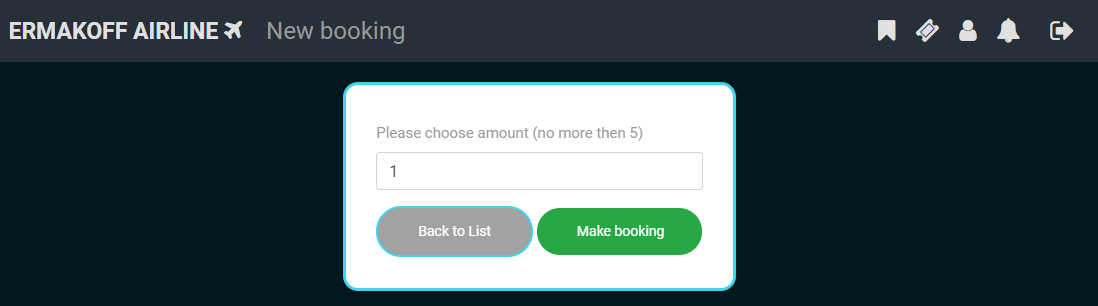 ERMAKOFF AIRLINE New booking
Please choose amount (no more then 5)
1
Back to List Make booking